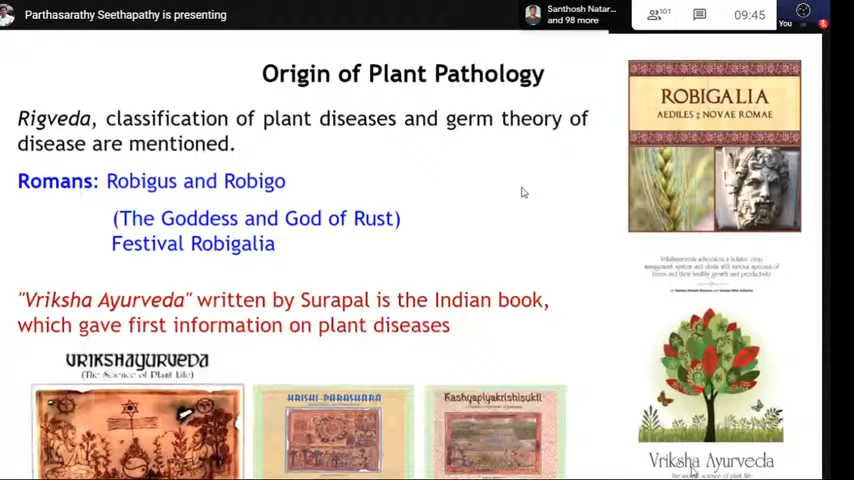 Parthasarathy Seethapathy is presenting
Santhosh Natar...
and 98 more
101
09:45
You
Origin of Plant Pathology
Rigveda, classification of plant diseases and germ theory of
disease are mentioned.
Romans: Robigus and Robigo
(The Goddess and God of Rust)
Festival Robigalia
"Vriksha Ayurveda" written by Surapal is the Indian book,
which gave first information on plant diseases
VRIKSHAYURVEDA
(The Science of Plant Life)
KRISHI-PARASHARA
Kashyapiyakrishisukti
ROBIGALIA
AEDILES ‡ NOVAE ROMAE
Vriksha Ayurveda